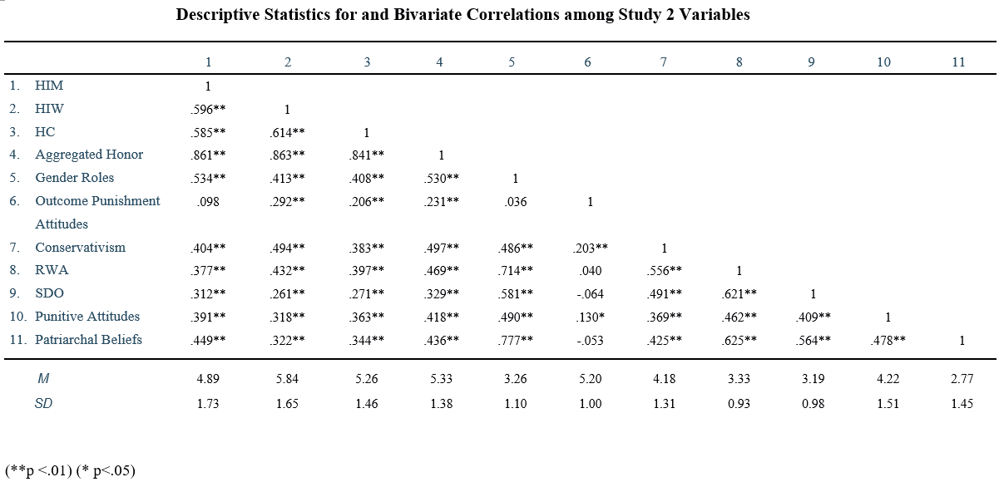 Descriptive Statistics for and Bivariate Correlations among Study 2 Variables
1 2 3 4 5 6 7 8 9 10 11
1. HIM 1
2. HIW .596** 1
3. HC .585** .614** 1
4. Aggregated Honor .861** .863** .841** 1
5. Gender Roles .534** .413** .408** .530** 1
6. Outcome Punishment .098 .292** .206** .231** .036 1
Attitudes
7. Conservativism .404** .494** .383** .497** .486** .203** 1
8. RWA .377** .432** .397** .469** .714** .040 .556** 1
9. SDO .312** .261** .271** .329** .581** -.064 .491** .621** 1
10. Punitive Attitudes .391** .318** .363** .418** .490** .130* .369** .462** .409** 1
11. Patriarchal Beliefs .449** .322** .344** .436** .777** -.053 .425** .625** .564** .478** 1
M 4.89 5.84 5.26 5.33 3.26 5.20 4.18 3.33 3.19 4.22 2.77
SD 1.73 1.65 1.46 1.38 1.10 1.00 1.31 0.93 0.98 1.51 1.45
(**p <.01) (* p<.05)